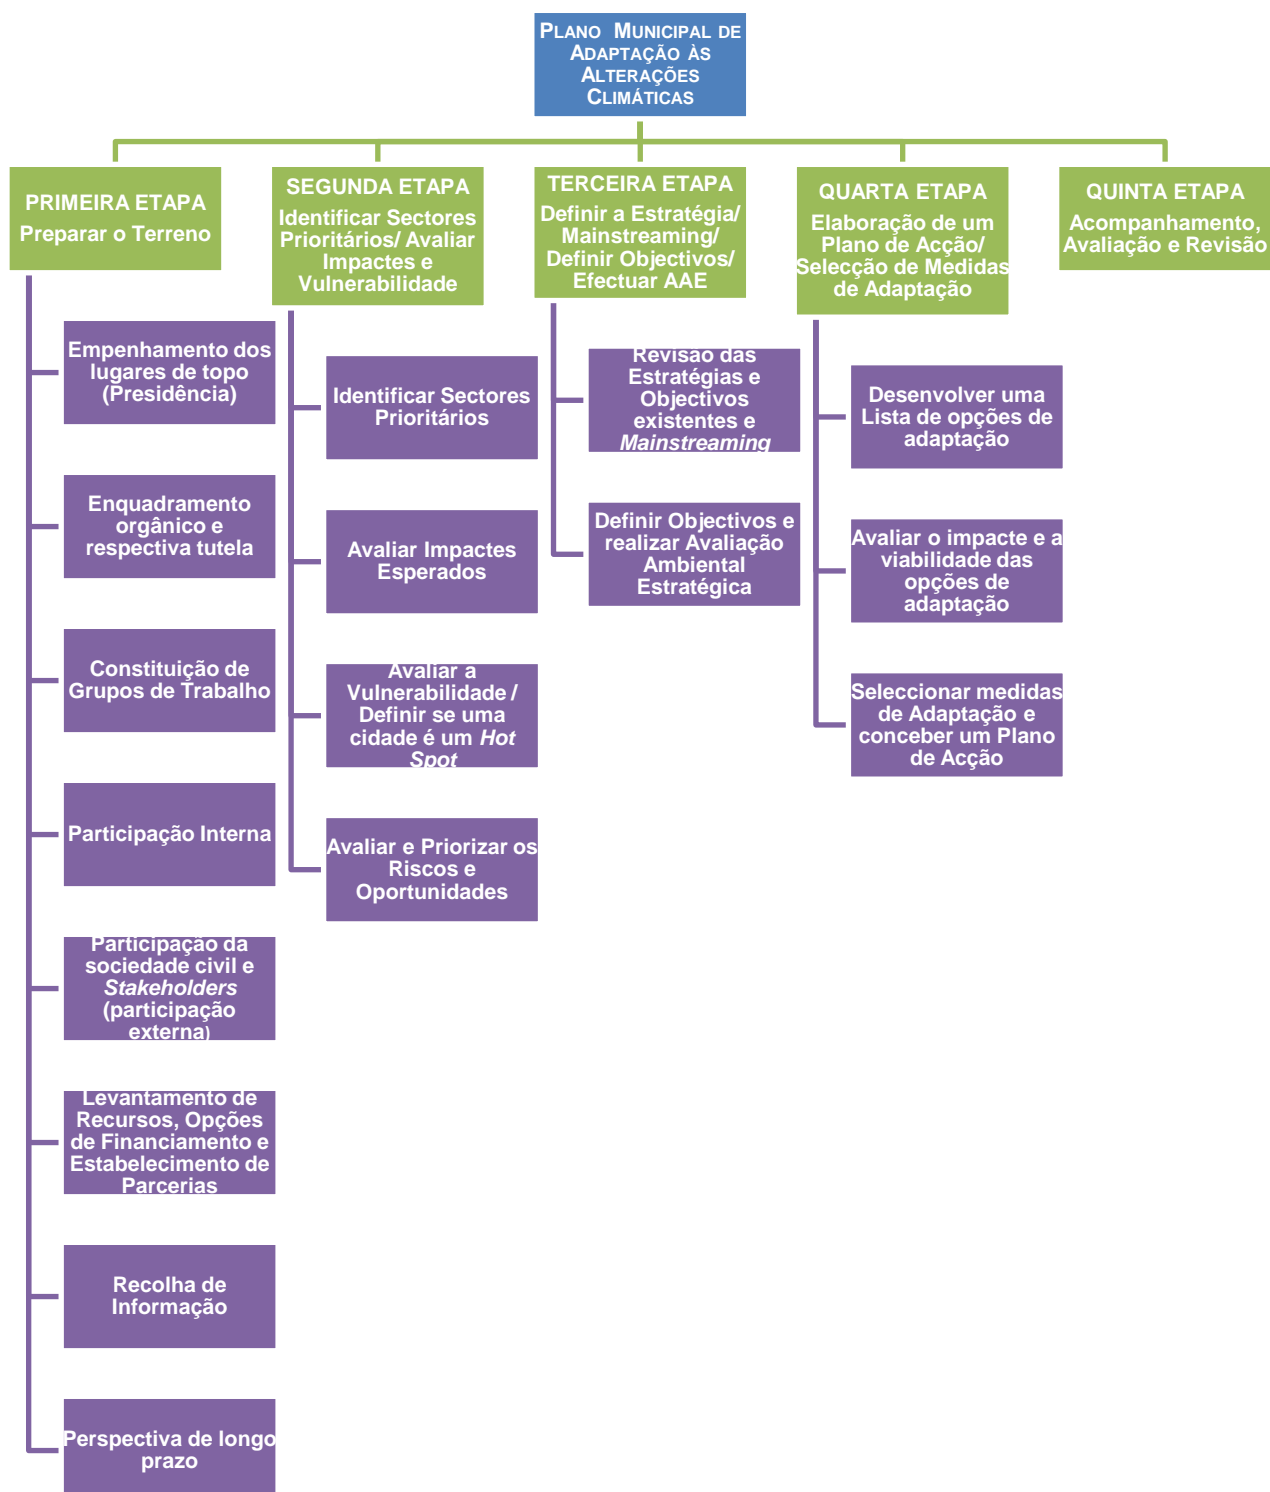 PLANO MUNICIPAL DE
ADAPTAÇÃO ÀS
ALTERAÇÕES
CLIMÁTICAS
PRIMEIRA ETAPA
Preparar o Terreno
Empenhamento dos
lugares de topo
(Presidência)
Enquadramento
orgânico e
respectiva tutela
Constituição de
Grupos de Trabalho
Participação Interna
Participação da
sociedade civil e
Stakeholders
(participação
externa)
Levantamento de
Recursos, Opções
de Financiamento e
Estabelecimento de
Parcerias
Recolha de
Informação
Perspectiva de longo
prazo
SEGUNDA ETAPA
Identificar Sectores
Prioritários/ Avaliar
Impactes e
Vulnerabilidade
Identificar Sectores
Prioritários
Avaliar Impactes
Esperados
Avaliar a
Vulnerabilidade /
Definir se uma
cidade é um Hot
Spot
Avaliar e Priorizar os
Riscos e
Oportunidades
TERCEIRA ETAPA
Definir a Estratégia/
Mainstreaming/
Definir Objectivos/
Efectuar AAE
Revisão das
Estratégias e
Objectivos
existentes e
Mainstreaming
Definir Objectivos e
realizar Avaliação
Ambiental
Estratégica
QUARTA ETAPA
Elaboração de um
Plano de Acção/
Selecção de Medidas
de Adaptação
Desenvolver uma
Lista de opções de
adaptação
Avaliar o impacte e a
viabilidade das
opções de
adaptação
Seleccionar medidas
de Adaptação e
conceber um Plano
de Acção
QUINTA ETAPA
Acompanhamento,
Avaliação e Revisão